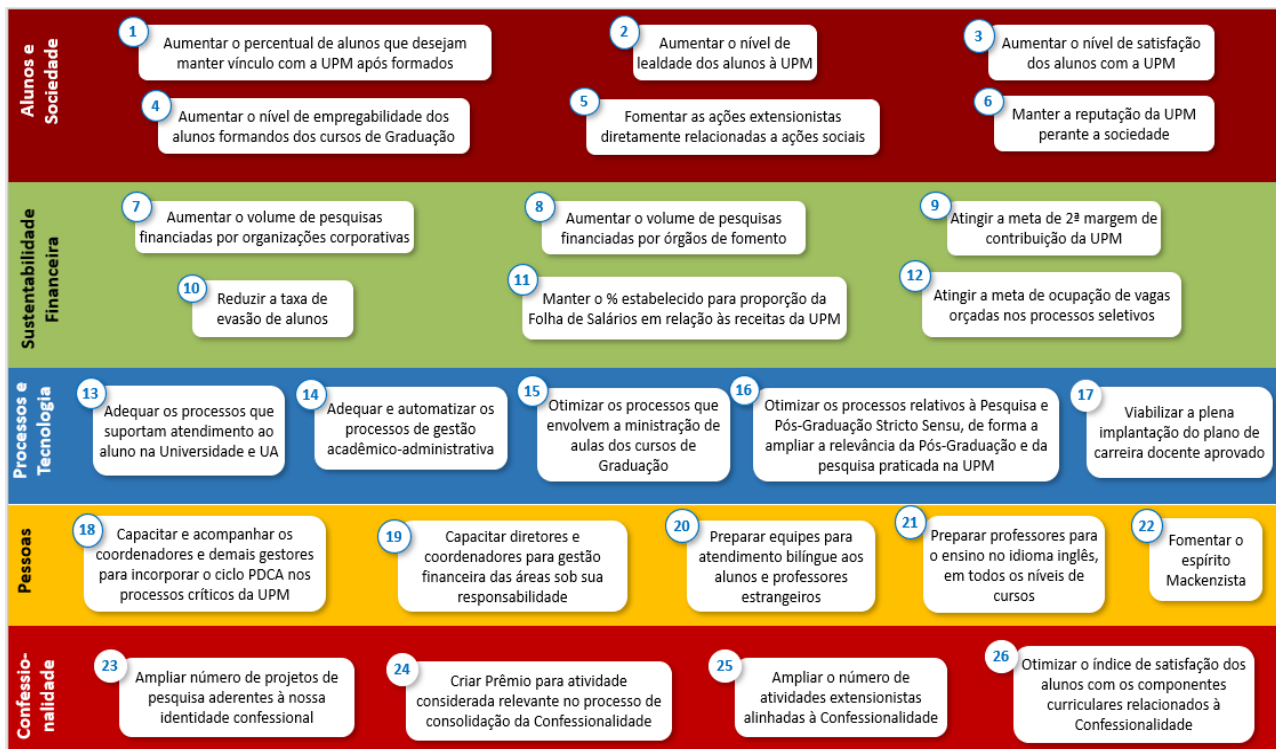 Alunos e
Sociedade
1
Aumentar o percentual de alunos que desejam
manter vínculo com a UPM após formados
2
Aumentar o nível de
lealdade dos alunos à UPM
3
Aumentar o nível de satisfação
dos alunos com a UPM
4
Aumentar o nível de empregabilidade dos
alunos formandos dos cursos de Graduação
5
Fomentar as ações extensionistas
diretamente relacionadas a ações sociais
6
Manter a reputação da UPM
perante a sociedade
Sustentabilidade
Financeira
7
Aumentar o volume de pesquisas
financiadas por organizações corporativas
8
Aumentar o volume de pesquisas
financiadas por órgãos de fomento
9
Atingir a meta de 2ª margem de
contribuição da UPM
10
Reduzir a taxa de
evasão de alunos
11
Manter o % estabelecido para proporção da
Folha de Salários em relação às receitas da UPM
12
Atingir a meta de ocupação de vagas
orçadas nos processos seletivos
Processos e
Tecnologia
13
Adequar os processos que
suportam atendimento ao
aluno na Universidade e UA
14
Adequar e automatizar os
processos de gestão
acadêmico-administrativa
15
Otimizar os processos que
envolvem a ministração de
aulas dos cursos de
Graduação
16
Otimizar os processos relativos à Pesquisa e
Pós-Graduação Stricto Sensu, de forma a
ampliar a relevância da Pós-Graduação e da
pesquisa praticada na UPM
17
Viabilizar a plena
implantação do plano de
carreira docente aprovado
Pessoas
18
Capacitar e acompanhar os
coordenadores e demais gestores
para incorporar o ciclo PDCA nos
processos críticos da UPM
19
Capacitar diretores e
coordenadores para gestão
financeira das áreas sob sua
responsabilidade
20
Preparar equipes para
atendimento bilíngue aos
alunos e professores
estrangeiros
21
Preparar professores para
o ensino no idioma inglês,
em todos os níveis de
cursos
22
Fomentar o
espírito
Mackenzista
Confessio-
nalidade
23
Ampliar número de projetos de
pesquisa aderentes à nossa
identidade confessional
24
Criar Prêmio para atividade
considerada relevante no processo de
consolidação da Confessionalidade
25
Ampliar o número de
atividades extensionistas
alinhadas à Confessionalidade
26
Otimizar o índice de satisfação dos
alunos com os componentes
curriculares relacionados à
Confessionalidade